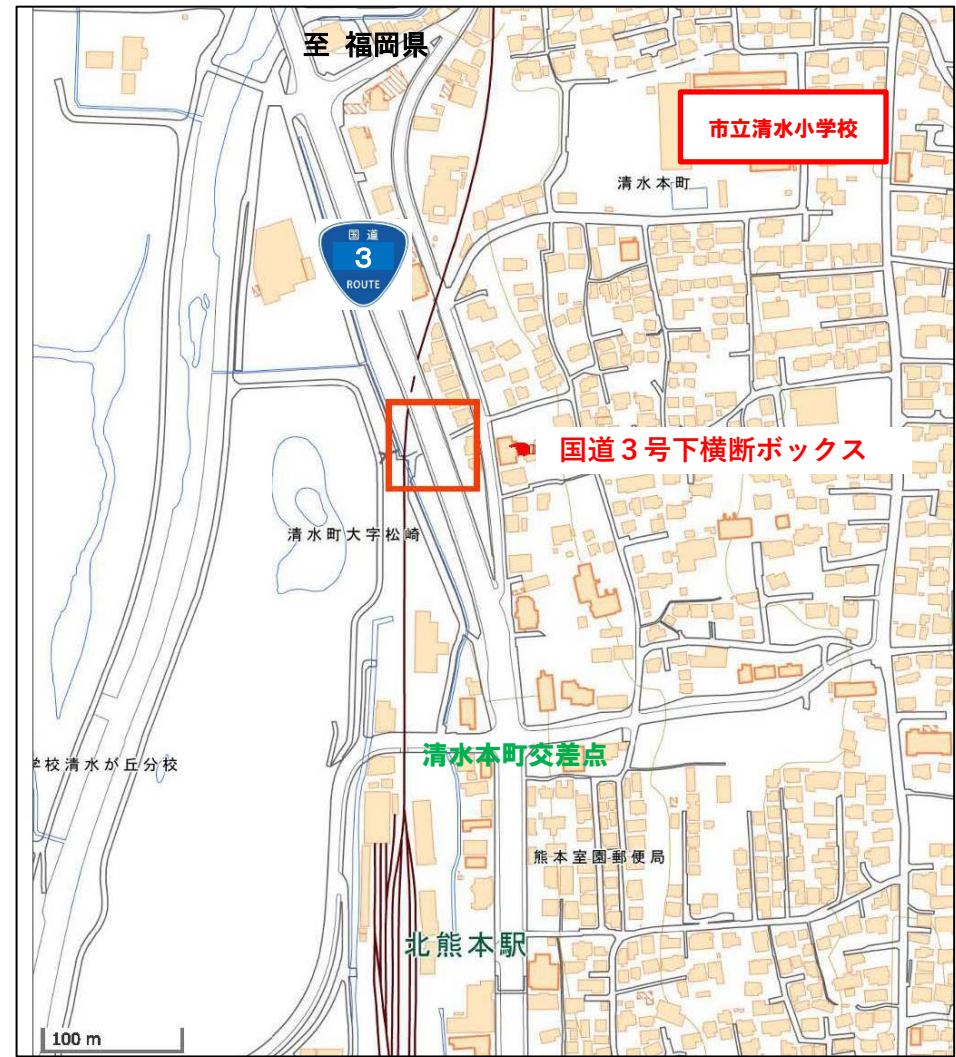 至 福岡県
市立清水小学校
清水本町
国道
3
ROUTE
国道３号下横断ボックス
清水町大字松崎
清水本町交差点
学校清水が丘分校
熊本室園郵便局
北熊本駅
100 m